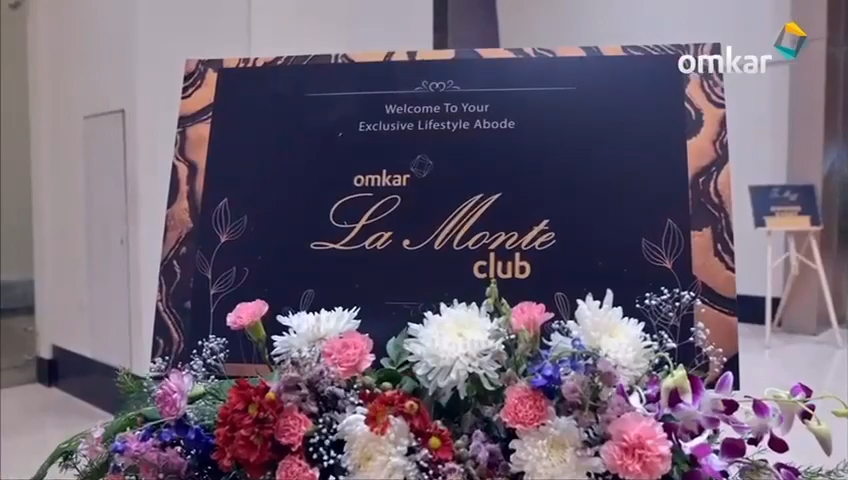 omkar
Welcome To Your
Exclusive Lifestyle Abode
omkar
La Monte
club